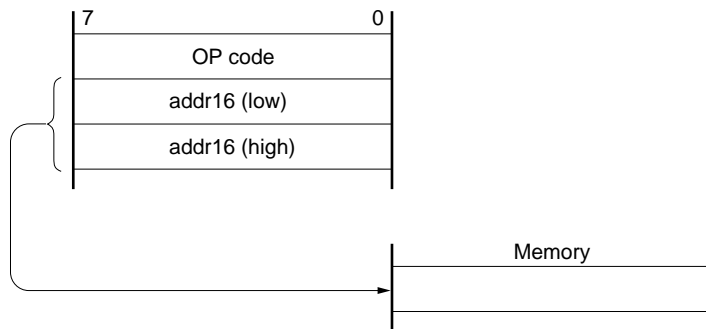 7 0
OP code
addr16 (low)
addr16 (high)
Memory